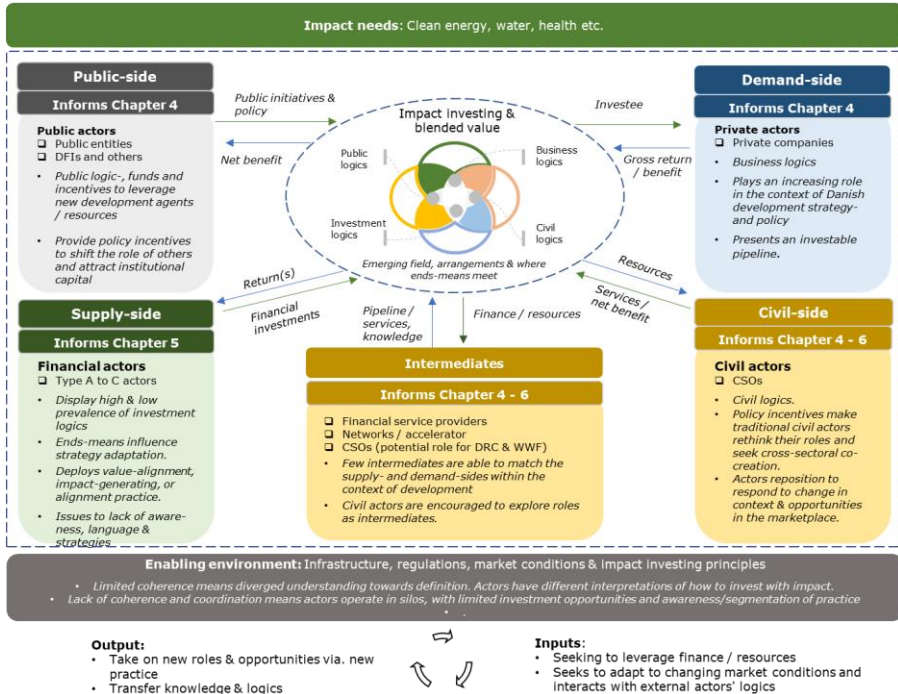 Impact needs: Clean energy, water, health etc.
Public-side
Informs Chapter 4
Public actors
❑ Public entities
❑ DFIs and others
• Public logic-, funds and
incentives to leverage
new development agents
/ resources
• Provide policy incentives
to shift the role of others
and attract institutional
capital
Public initiatives &
policy
Net benefit
Impact investing &
blended value
Public
logics
Business
logics
Investment
logics
Civil
logics
Emerging field, arrangements & where
ends-means meet
Investee
Gross return
/ benefit
Demand-side
Informs Chapter 4
Private actors
❑ Private companies
• Business logics
• Plays an increasing role
in the context of Danish
development strategy-
and policy
• Presents an investable
pipeline.
Return(s)
Financial
investments
Pipeline /
services,
knowledge
Finance / resources
Resources
Services/
net benefit
Supply-side
Informs Chapter 5
Financial actors
❑ Type A to C actors
• Display high & low
prevalence of investment
logics
• Ends-means influence
strategy adaptation.
• Deploys value-alignment,
impact-generating, or
alignment practice.
• Issues to lack of aware-
ness, language &
strategies
Intermediates
Informs Chapter 4 - 6
❑ Financial service providers
❑ Networks / accelerator
❑ CSOs (potential role for DRC & WWF)
• Few intermediates are able to match the
supply- and demand-sides within the
context of development
• Civil actors are encouraged to explore roles
as intermediates.
Civil-side
Informs Chapter 4 - 6
Civil actors
❑ CSOs
• Civil logics.
• Policy incentives make
traditional civil actors
rethink their roles and
seek cross-sectoral co-
creation.
• Actors reposition to
respond to change in
context & opportunities
in the marketplace.
Enabling environment: Infrastructure, regulations, market conditions & impact investing principles
• Limited coherence means diverged understanding towards definition. Actors have different interpretations of how to invest with impact.
• Lack of coherence and coordination means actors operate in silos, with limited investment opportunities and awareness/segmentation of practice
• .
Output:
• Take on new roles & opportunities via. new
practice
• Transfer knowledge & logics
Inputs:
• Seeking to leverage finance / resources
• Seeks to adapt to changing market conditions and
interacts with external actors' logics